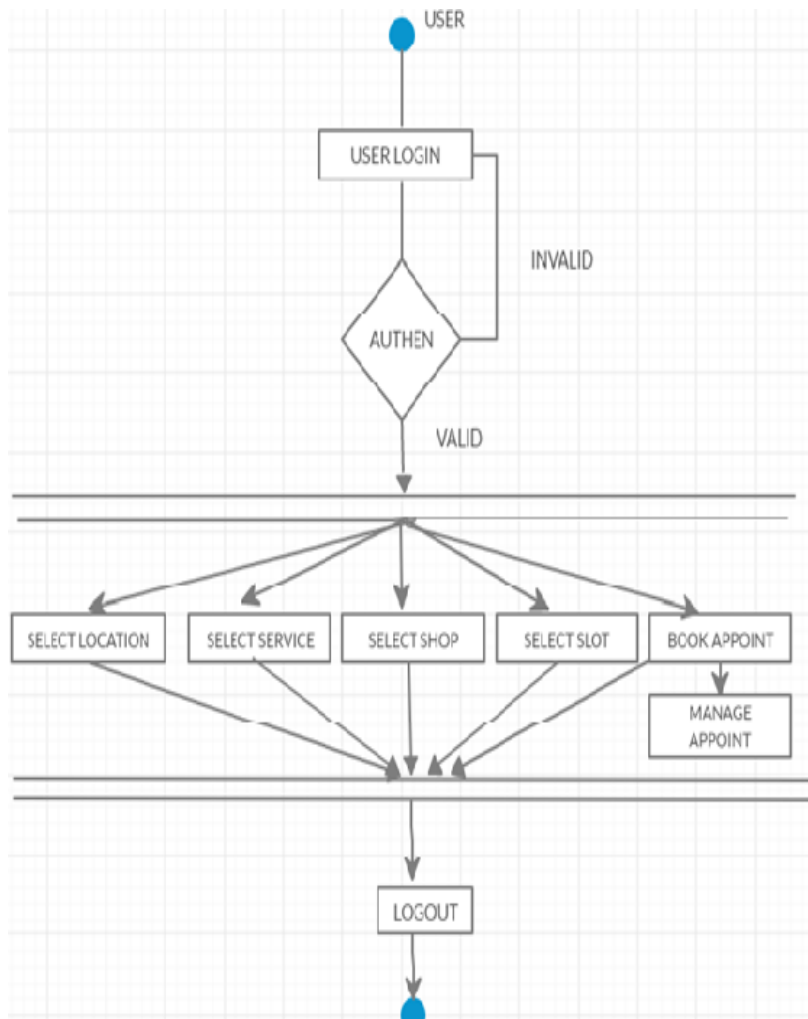 USER
USER LOGIN
INVALID
AUTHEN
VALID
SELECT LOCATION
SELECT SERVICE
SELECT SHOP
SELECT SLOT
BOOK APPOINT
MANAGE
APPOINT
LOGOUT